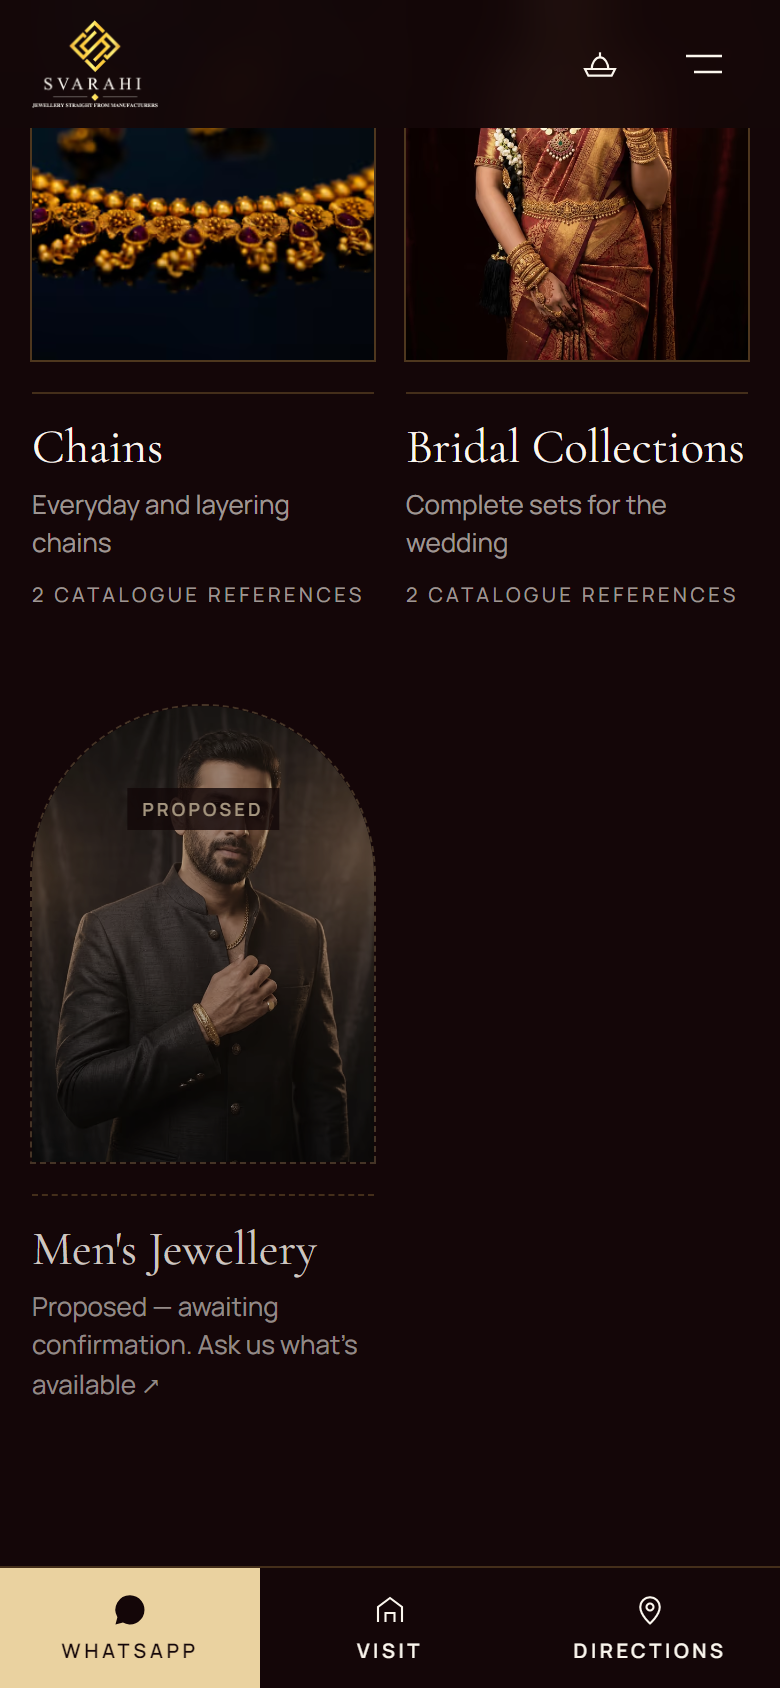 SVARAHI
JEWELLERY STRAIGHT FROM MANUFACTURERS
Chains
Everyday and layering
chains
2 CATALOGUE REFERENCES
Bridal Collections
Complete sets for the
wedding
2 CATALOGUE REFERENCES
PROPOSED
Men's Jewellery
Proposed — awaiting
confirmation. Ask us what’s
available ↗
WHATSAPP
VISIT
DIRECTIONS